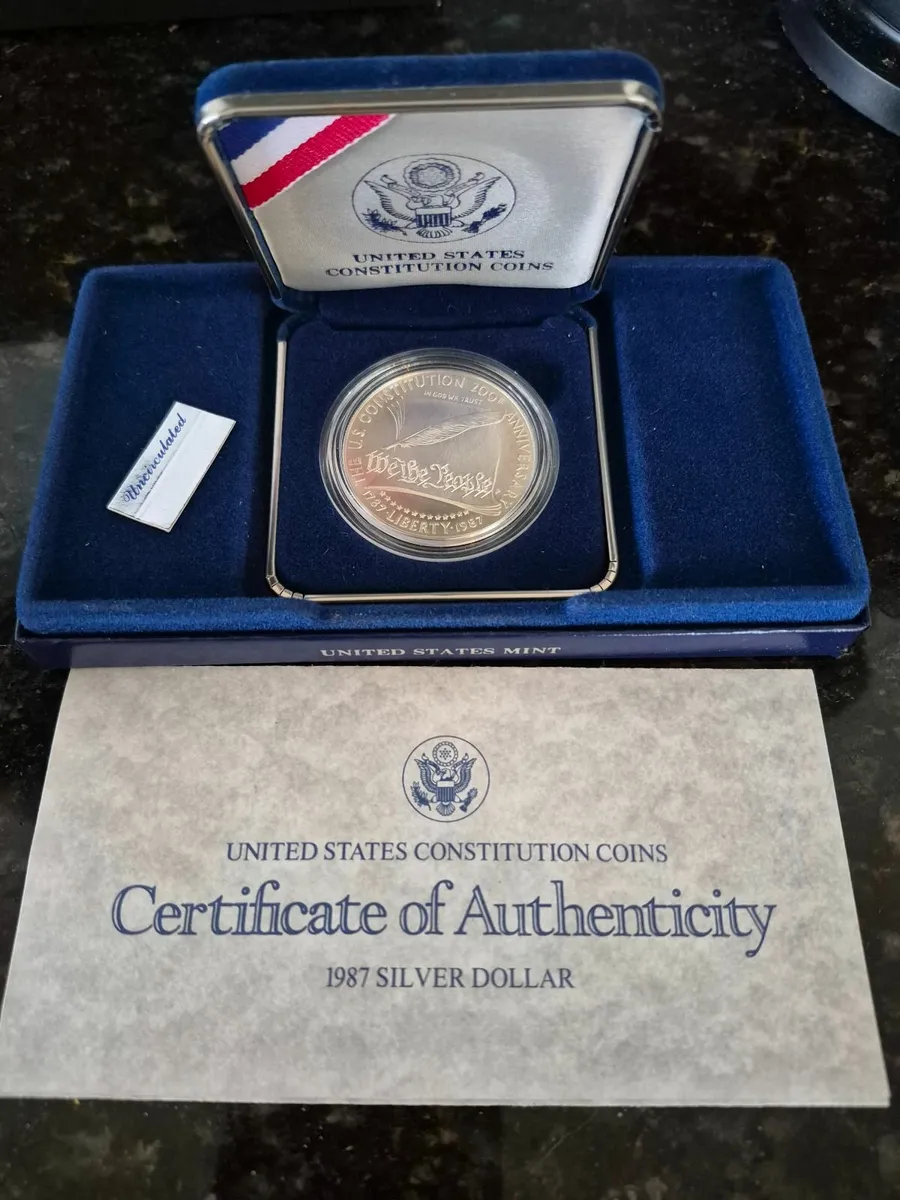 UNITED STATES
CONSTITUTION COINS
THE U.S. CONSTITUTION 200TH ANNIVERSARY
IN GOD WE TRUST
We the People
1787 · LIBERTY · 1987
Uncirculated
UNITED STATES MINT
UNITED STATES CONSTITUTION COINS
Certificate of Authenticity
1987 SILVER DOLLAR